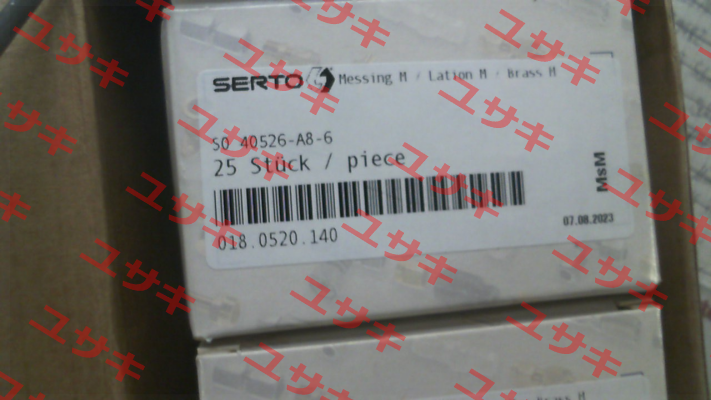 SERTO Messing M / Lation M / Brass M
SO 40526-A8-6
25 Stück / piece
MsM
07.08.2023
018.0520.140
ユサキ